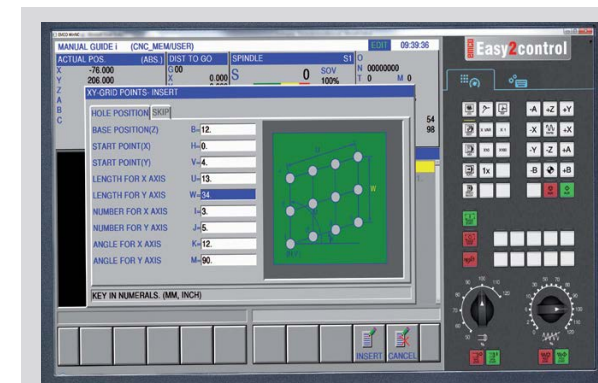 EMCO WinNC
MANUAL GUIDE i (CNC_MEM/USER) EDIT 09:39:36
ACTUAL POS. (ABS.) DIST TO GO SPINDLE S1 O
X -76.000 G00 S 0 SOV N 00000000
Y 206.000 X 0.000 100% T 0 M 0
Z
A
B
C
XY-GRID POINTS- INSERT
HOLE POSITION SKIP
BASE POSITION(Z) B=12.
START POINT(X) H=0.
START POINT(Y) V=4.
LENGTH FOR X AXIS U=13.
LENGTH FOR Y AXIS W=34.
NUMBER FOR X AXIS I=3.
NUMBER FOR Y AXIS J=5.
ANGLE FOR X AXIS K=12.
ANGLE FOR Y AXIS M=90.
W
54
98
KEY IN NUMERALS. (MM, INCH)
INSERT CANCEL
Easy2control
-A +Z +Y
-X +X
-Y -Z +A
1x -B +B